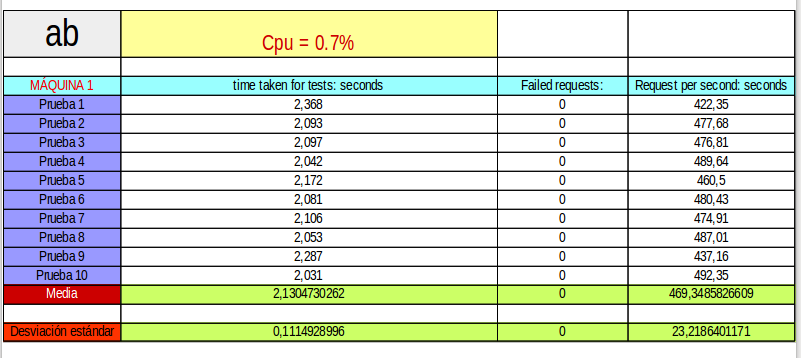 ab
Cpu = 0.7%
MÁQUINA 1 time taken for tests: seconds Failed requests: Request per second: seconds
Prueba 1 2,368 0 422,35
Prueba 2 2,093 0 477,68
Prueba 3 2,097 0 476,81
Prueba 4 2,042 0 489,64
Prueba 5 2,172 0 460,5
Prueba 6 2,081 0 480,43
Prueba 7 2,106 0 474,91
Prueba 8 2,053 0 487,01
Prueba 9 2,287 0 437,16
Prueba 10 2,031 0 492,35
Media 2,1304730262 0 469,3485826609
Desviación estándar 0,1114928996 0 23,2186401171